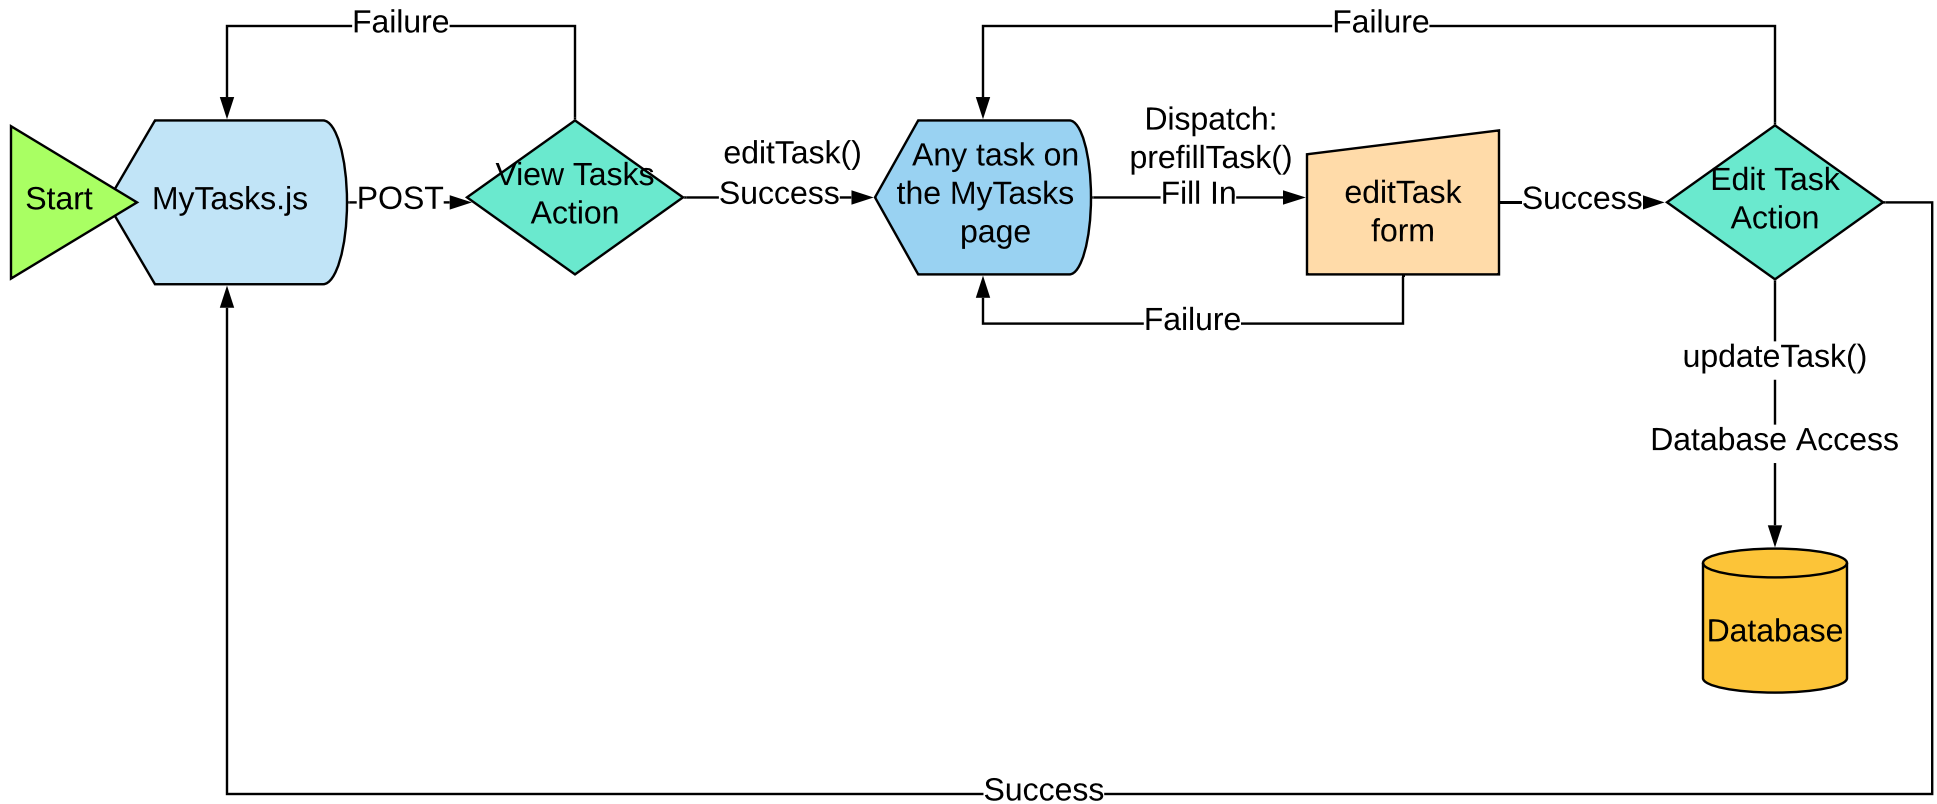 Failure
Failure
Start
MyTasks.js
POST
View Tasks
Action
editTask()
Success
Any task on
the MyTasks
page
Dispatch:
prefillTask()
Fill In
editTask
form
Success
Edit Task
Action
Failure
updateTask()
Database Access
Database
Success